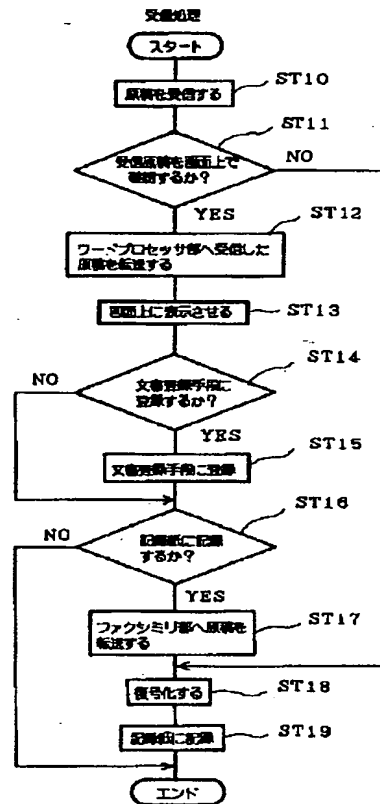 受信処理
スタート
ST10
原稿を受信する
ST11
受信原稿を画面上で
確認するか？
NO
YES
ST12
ワードプロセッサ部へ受信した
原稿を転送する
ST13
画面上に表示させる
ST14
NO
文書登録手段に
登録するか？
YES
ST15
文書登録手段に登録
ST16
NO
記録紙に記録
するか？
YES
ST17
ファクシミリ部へ原稿を
転送する
ST18
復号化する
ST19
記録紙に記録
エンド